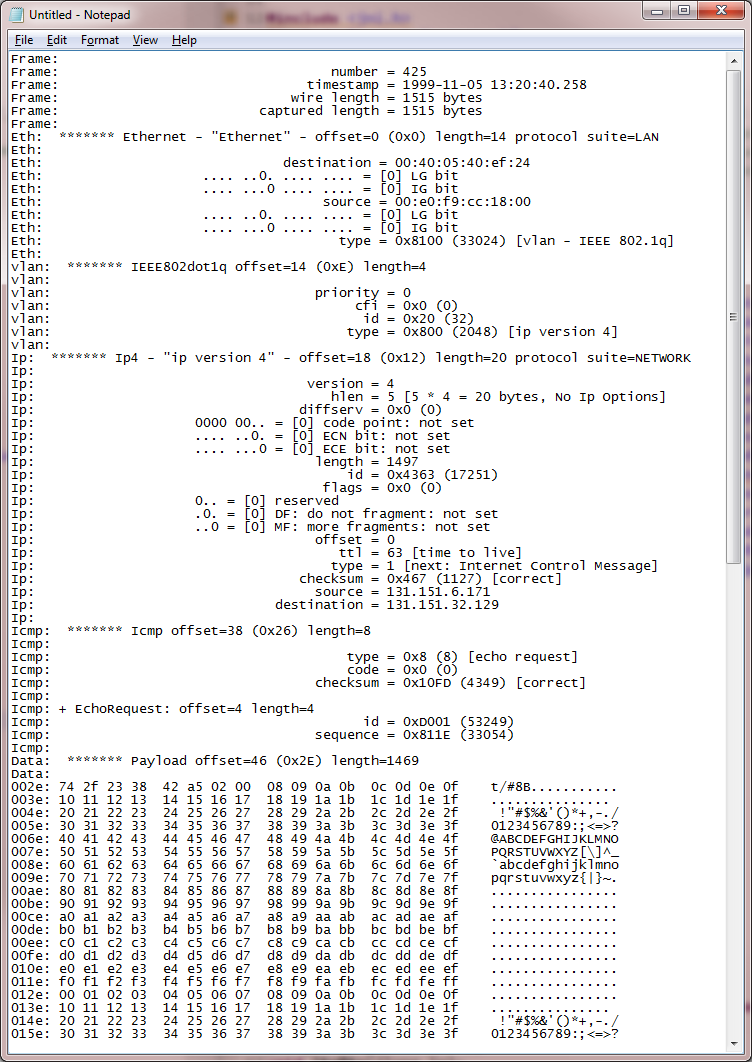 Untitled - Notepad
File Edit Format View Help
Frame:
Frame: number = 425
Frame: timestamp = 1999-11-05 13:20:40.258
Frame: wire length = 1515 bytes
Frame: captured length = 1515 bytes
Frame:
Eth: ******* Ethernet - "Ethernet" - offset=0 (0x0) length=14 protocol suite=LAN
Eth:
Eth: destination = 00:40:05:40:ef:24
Eth: .... ..0. .... .... = [0] LG bit
Eth: .... ...0 .... .... = [0] IG bit
Eth: source = 00:e0:f9:cc:18:00
Eth: .... ..0. .... .... = [0] LG bit
Eth: .... ...0 .... .... = [0] IG bit
Eth: type = 0x8100 (33024) [vlan - IEEE 802.1q]
Eth:
vlan: ******* IEEE802dot1q offset=14 (0xE) length=4
vlan:
vlan: priority = 0
vlan: cfi = 0x0 (0)
vlan: id = 0x20 (32)
vlan: type = 0x800 (2048) [ip version 4]
vlan:
Ip: ******* Ip4 - "ip version 4" - offset=18 (0x12) length=20 protocol suite=NETWORK
Ip:
Ip: version = 4
Ip: hlen = 5 [5 * 4 = 20 bytes, No Ip Options]
Ip: diffserv = 0x0 (0)
Ip: 0000 00.. = [0] code point: not set
Ip: .... ..0. = [0] ECN bit: not set
Ip: .... ...0 = [0] ECE bit: not set
Ip: length = 1497
Ip: id = 0x4363 (17251)
Ip: flags = 0x0 (0)
Ip: 0.. = [0] reserved
Ip: .0. = [0] DF: do not fragment: not set
Ip: ..0 = [0] MF: more fragments: not set
Ip: offset = 0
Ip: ttl = 63 [time to live]
Ip: type = 1 [next: Internet Control Message]
Ip: checksum = 0x467 (1127) [correct]
Ip: source = 131.151.6.171
Ip: destination = 131.151.32.129
Ip:
Icmp: ******* Icmp offset=38 (0x26) length=8
Icmp:
Icmp: type = 0x8 (8) [echo request]
Icmp: code = 0x0 (0)
Icmp: checksum = 0x10FD (4349) [correct]
Icmp:
Icmp: + EchoRequest: offset=4 length=4
Icmp: id = 0xD001 (53249)
Icmp: sequence = 0x811E (33054)
Icmp:
Data: ******* Payload offset=46 (0x2E) length=1469
Data:
002e: 74 2f 23 38 42 a5 02 00 08 09 0a 0b 0c 0d 0e 0f t/#8B...........
003e: 10 11 12 13 14 15 16 17 18 19 1a 1b 1c 1d 1e 1f ...............
004e: 20 21 22 23 24 25 26 27 28 29 2a 2b 2c 2d 2e 2f !"#$%&'()*+,-./
005e: 30 31 32 33 34 35 36 37 38 39 3a 3b 3c 3d 3e 3f 0123456789:;<=>?
006e: 40 41 42 43 44 45 46 47 48 49 4a 4b 4c 4d 4e 4f @ABCDEFGHIJKLMNO
007e: 50 51 52 53 54 55 56 57 58 59 5a 5b 5c 5d 5e 5f PQRSTUVWXYZ[\]^_
008e: 60 61 62 63 64 65 66 67 68 69 6a 6b 6c 6d 6e 6f `abcdefghijklmno
009e: 70 71 72 73 74 75 76 77 78 79 7a 7b 7c 7d 7e 7f pqrstuvwxyz{|}~.
00ae: 80 81 82 83 84 85 86 87 88 89 8a 8b 8c 8d 8e 8f ................
00be: 90 91 92 93 94 95 96 97 98 99 9a 9b 9c 9d 9e 9f ................
00ce: a0 a1 a2 a3 a4 a5 a6 a7 a8 a9 aa ab ac ad ae af ................
00de: b0 b1 b2 b3 b4 b5 b6 b7 b8 b9 ba bb bc bd be bf ................
00ee: c0 c1 c2 c3 c4 c5 c6 c7 c8 c9 ca cb cc cd ce cf ................
00fe: d0 d1 d2 d3 d4 d5 d6 d7 d8 d9 da db dc dd de df ................
010e: e0 e1 e2 e3 e4 e5 e6 e7 e8 e9 ea eb ec ed ee ef ................
011e: f0 f1 f2 f3 f4 f5 f6 f7 f8 f9 fa fb fc fd fe ff ................
012e: 00 01 02 03 04 05 06 07 08 09 0a 0b 0c 0d 0e 0f ................
013e: 10 11 12 13 14 15 16 17 18 19 1a 1b 1c 1d 1e 1f ...............
014e: 20 21 22 23 24 25 26 27 28 29 2a 2b 2c 2d 2e 2f !"#$%&'()*+,-./
015e: 30 31 32 33 34 35 36 37 38 39 3a 3b 3c 3d 3e 3f 0123456789:;<=>?